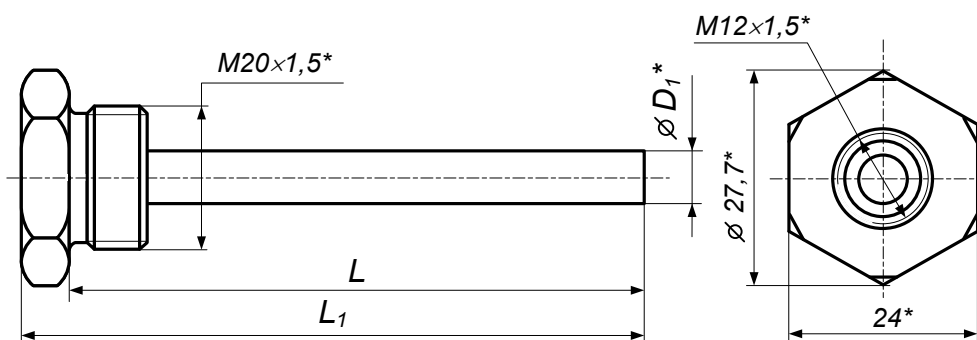 M20×1,5*
M12×1,5*
⌀ D₁*
⌀ 27,7*
L
L₁
24*